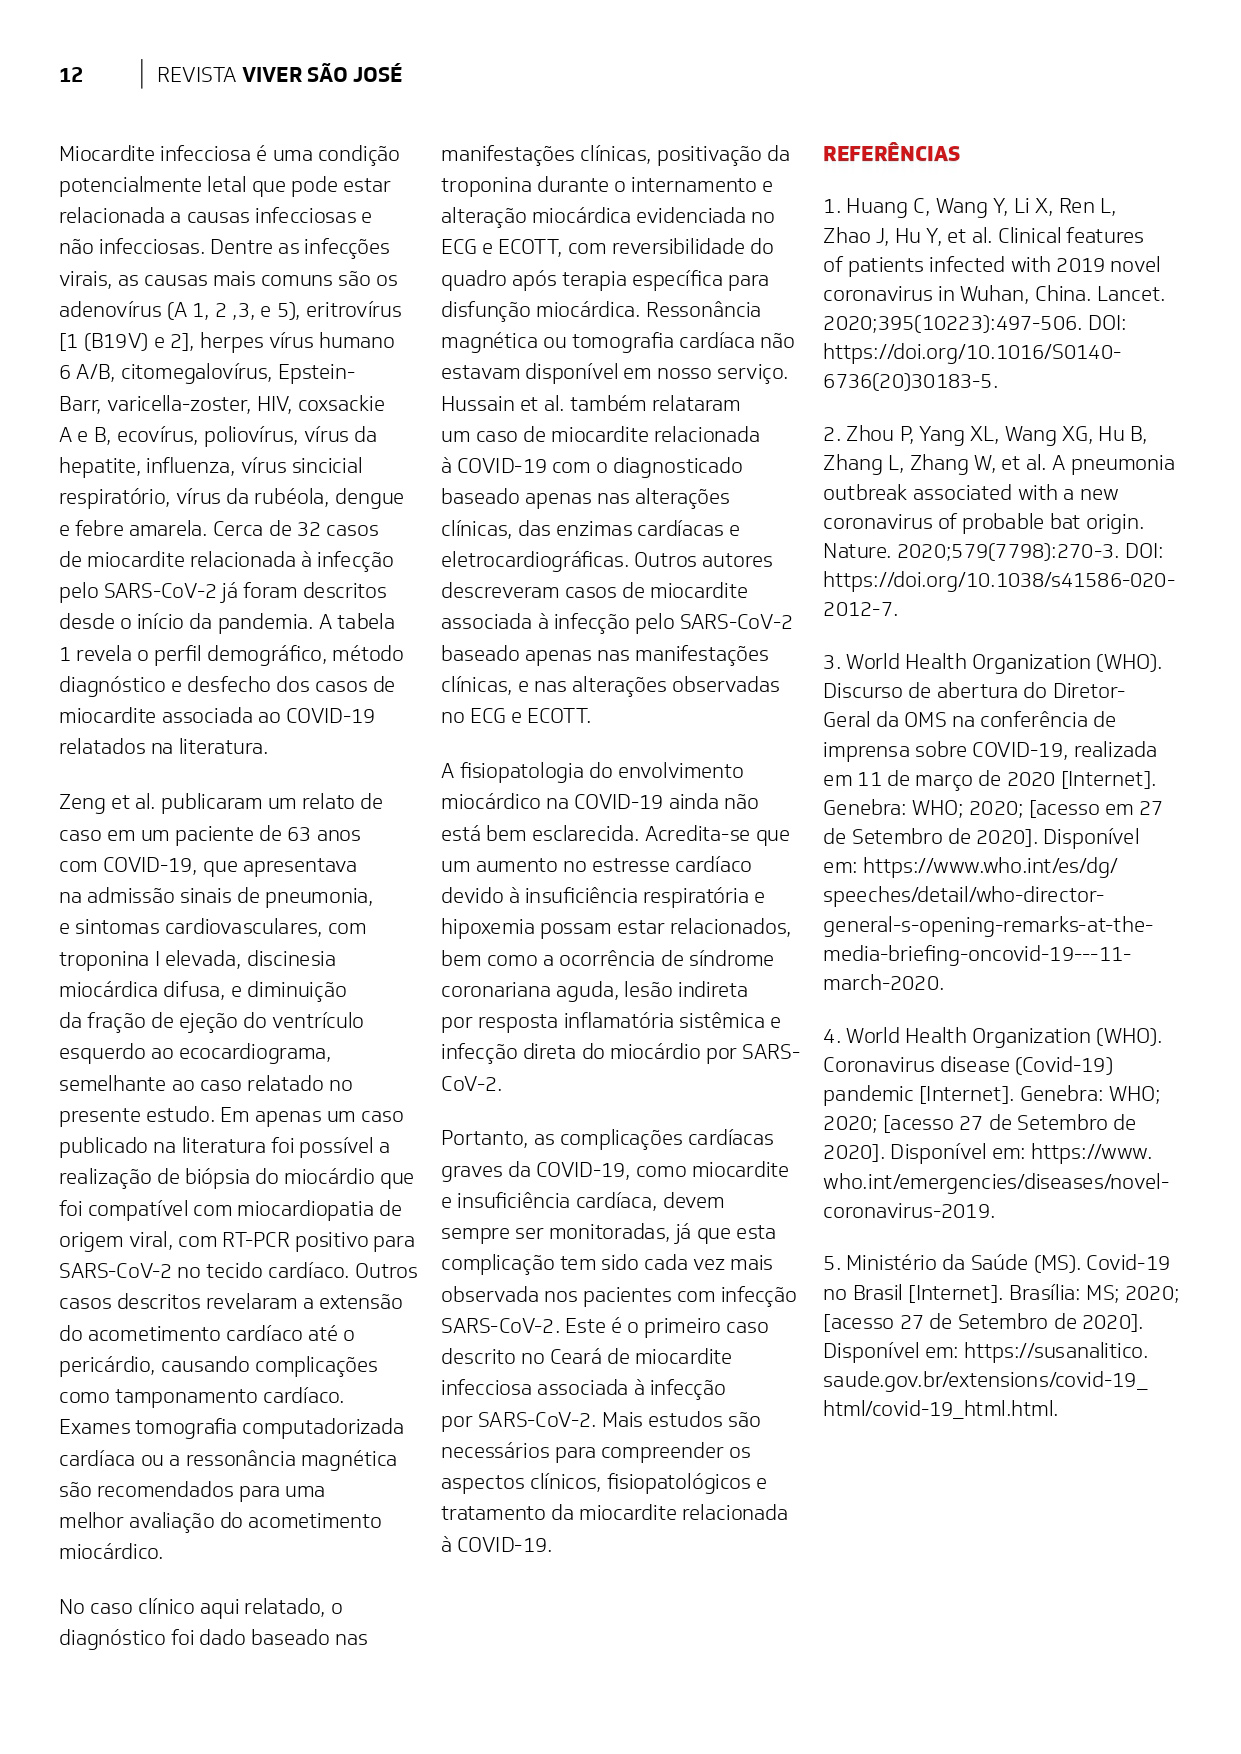 12 | REVISTA VIVER SÃO JOSÉ
Miocardite infecciosa é uma condição
potencialmente letal que pode estar
relacionada a causas infecciosas e
não infecciosas. Dentre as infecções
virais, as causas mais comuns são os
adenovírus (A 1, 2 ,3, e 5), eritrovírus
[1 (B19V) e 2], herpes vírus humano
6 A/B, citomegalovírus, Epstein-
Barr, varicella-zoster, HIV, coxsackie
A e B, ecovírus, poliovírus, vírus da
hepatite, influenza, vírus sincicial
respiratório, vírus da rubéola, dengue
e febre amarela. Cerca de 32 casos
de miocardite relacionada à infecção
pelo SARS-CoV-2 já foram descritos
desde o início da pandemia. A tabela
1 revela o perfil demográfico, método
diagnóstico e desfecho dos casos de
miocardite associada ao COVID-19
relatados na literatura.
Zeng et al. publicaram um relato de
caso em um paciente de 63 anos
com COVID-19, que apresentava
na admissão sinais de pneumonia,
e sintomas cardiovasculares, com
troponina I elevada, discinesia
miocárdica difusa, e diminuição
da fração de ejeção do ventrículo
esquerdo ao ecocardiograma,
semelhante ao caso relatado no
presente estudo. Em apenas um caso
publicado na literatura foi possível a
realização de biópsia do miocárdio que
foi compatível com miocardiopatia de
origem viral, com RT-PCR positivo para
SARS-CoV-2 no tecido cardíaco. Outros
casos descritos revelaram a extensão
do acometimento cardíaco até o
pericárdio, causando complicações
como tamponamento cardíaco.
Exames tomografia computadorizada
cardíaca ou a ressonância magnética
são recomendados para uma
melhor avaliação do acometimento
miocárdico.
No caso clínico aqui relatado, o
diagnóstico foi dado baseado nas
manifestações clínicas, positivação da
troponina durante o internamento e
alteração miocárdica evidenciada no
ECG e ECOTT, com reversibilidade do
quadro após terapia específica para
disfunção miocárdica. Ressonância
magnética ou tomografia cardíaca não
estavam disponível em nosso serviço.
Hussain et al. também relataram
um caso de miocardite relacionada
à COVID-19 com o diagnosticado
baseado apenas nas alterações
clínicas, das enzimas cardíacas e
eletrocardiográficas. Outros autores
descreveram casos de miocardite
associada à infecção pelo SARS-CoV-2
baseado apenas nas manifestações
clínicas, e nas alterações observadas
no ECG e ECOTT.
A fisiopatologia do envolvimento
miocárdico na COVID-19 ainda não
está bem esclarecida. Acredita-se que
um aumento no estresse cardíaco
devido à insuficiência respiratória e
hipoxemia possam estar relacionados,
bem como a ocorrência de síndrome
coronariana aguda, lesão indireta
por resposta inflamatória sistêmica e
infecção direta do miocárdio por SARS-
CoV-2.
Portanto, as complicações cardíacas
graves da COVID-19, como miocardite
e insuficiência cardíaca, devem
sempre ser monitoradas, já que esta
complicação tem sido cada vez mais
observada nos pacientes com infecção
SARS-CoV-2. Este é o primeiro caso
descrito no Ceará de miocardite
infecciosa associada à infecção
por SARS-CoV-2. Mais estudos são
necessários para compreender os
aspectos clínicos, fisiopatológicos e
tratamento da miocardite relacionada
à COVID-19.
REFERÊNCIAS
1. Huang C, Wang Y, Li X, Ren L,
Zhao J, Hu Y, et al. Clinical features
of patients infected with 2019 novel
coronavirus in Wuhan, China. Lancet.
2020;395(10223):497-506. DOI:
https://doi.org/10.1016/S0140-
6736(20)30183-5.
2. Zhou P, Yang XL, Wang XG, Hu B,
Zhang L, Zhang W, et al. A pneumonia
outbreak associated with a new
coronavirus of probable bat origin.
Nature. 2020;579(7798):270-3. DOI:
https://doi.org/10.1038/s41586-020-
2012-7.
3. World Health Organization (WHO).
Discurso de abertura do Diretor-
Geral da OMS na conferência de
imprensa sobre COVID-19, realizada
em 11 de março de 2020 [Internet].
Genebra: WHO; 2020; [acesso em 27
de Setembro de 2020]. Disponível
em: https://www.who.int/es/dg/
speeches/detail/who-director-
general-s-opening-remarks-at-the-
media-briefing-oncovid-19---11-
march-2020.
4. World Health Organization (WHO).
Coronavirus disease (Covid-19)
pandemic [Internet]. Genebra: WHO;
2020; [acesso 27 de Setembro de
2020]. Disponível em: https://www.
who.int/emergencies/diseases/novel-
coronavirus-2019.
5. Ministério da Saúde (MS). Covid-19
no Brasil [Internet]. Brasília: MS; 2020;
[acesso 27 de Setembro de 2020].
Disponível em: https://susanalitico.
saude.gov.br/extensions/covid-19_
html/covid-19_html.html.